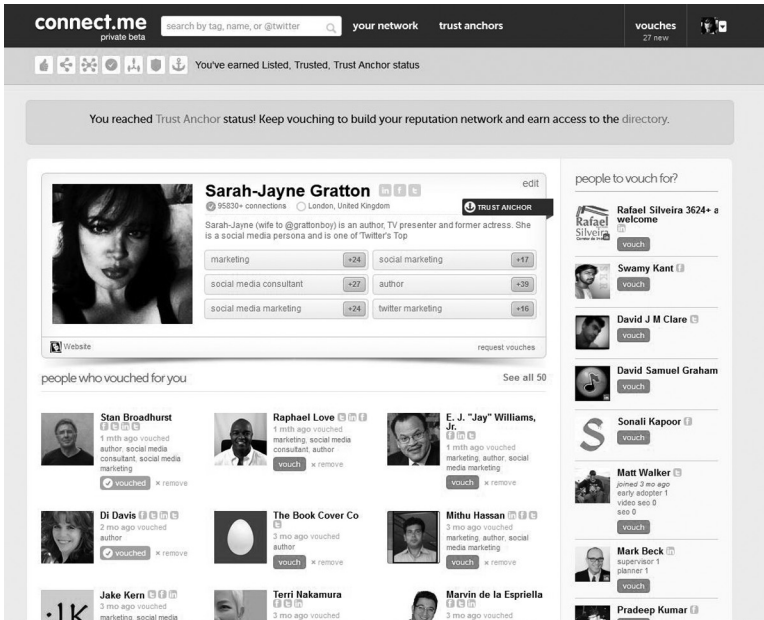 connect.me
private beta
search by tag, name, or @twitter
your network
trust anchors
vouches
27 new
You've earned Listed, Trusted, Trust Anchor status
You reached Trust Anchor status! Keep vouching to build your reputation network and earn access to the directory.
Sarah-Jayne Gratton
edit
95830+ connections
London, United Kingdom
TRUST ANCHOR
Sarah-Jayne (wife to @grattonboy) is an author, TV presenter and former actress. She
is a social media persona and is one of 'Twitter's Top
marketing +24
social marketing +17
social media consultant +27
author +39
social media marketing +24
twitter marketing +16
Website
request vouches
people who vouched for you
See all 50
Stan Broadhurst
1 mth ago vouched
author, social media
consultant, social media
marketing
vouched × remove
Raphael Love
1 mth ago vouched
marketing, social media
consultant, author
vouch × remove
E. J. "Jay" Williams,
Jr.
1 mth ago vouched
marketing, author, social
media marketing
vouch × remove
Di Davis
2 mo ago vouched
author
vouched × remove
The Book Cover Co
3 mo ago vouched
author
vouch × remove
Mithu Hassan
3 mo ago vouched
marketing, author, social
media marketing
vouch × remove
Jake Kern
3 mo ago vouched
marketing, social media
Terri Nakamura
3 mo ago vouched
Marvin de la Espriella
3 mo ago vouched
people to vouch for?
Rafael Silveira 3624+ a
welcome
vouch
Rafael
Silveira
Swamy Kant
vouch
David J M Clare
vouch
David Samuel Graham
vouch
Sonali Kapoor
vouch
Matt Walker
joined 3 mo ago
early adopter 1
video seo 0
seo 0
vouch
Mark Beck
supervisor 1
planner 1
vouch
Pradeep Kumar
vouch